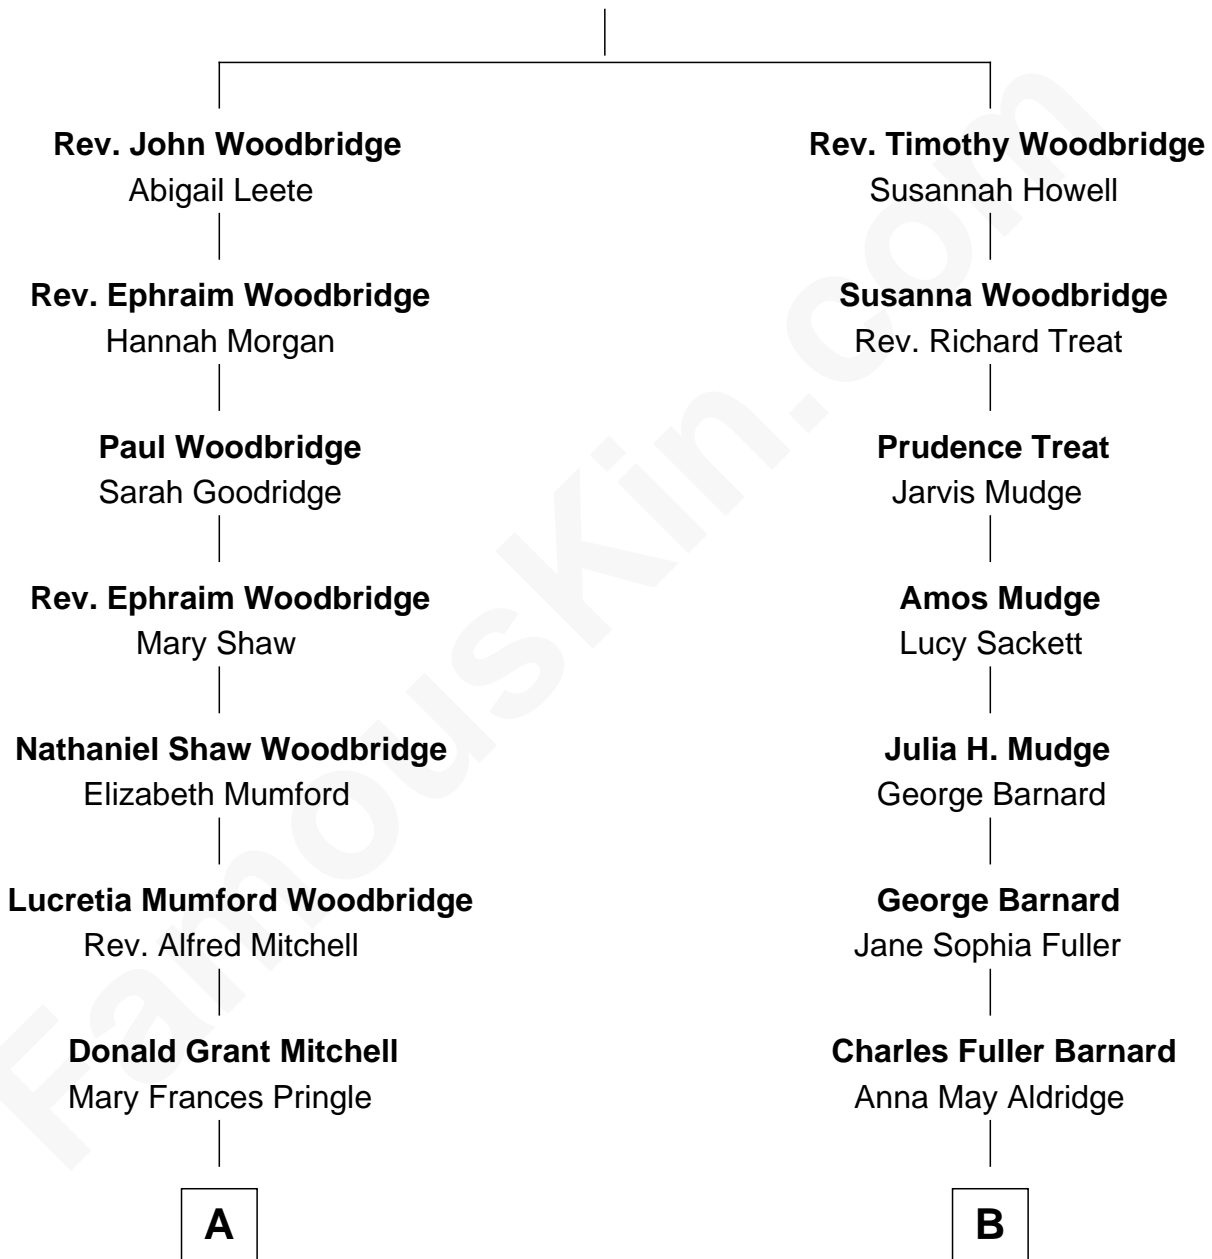 Rev. John Woodbridge
Abigail Leete
Rev. Ephraim Woodbridge
Hannah Morgan
Paul Woodbridge
Sarah Goodridge
Rev. Ephraim Woodbridge
Mary Shaw
Nathaniel Shaw Woodbridge
Elizabeth Mumford
Lucretia Mumford Woodbridge
Rev. Alfred Mitchell
Donald Grant Mitchell
Mary Frances Pringle
A
Rev. Timothy Woodbridge
Susannah Howell
Susanna Woodbridge
Rev. Richard Treat
Prudence Treat
Jarvis Mudge
Amos Mudge
Lucy Sackett
Julia H. Mudge
George Barnard
George Barnard
Jane Sophia Fuller
Charles Fuller Barnard
Anna May Aldridge
B
FamousKin.com